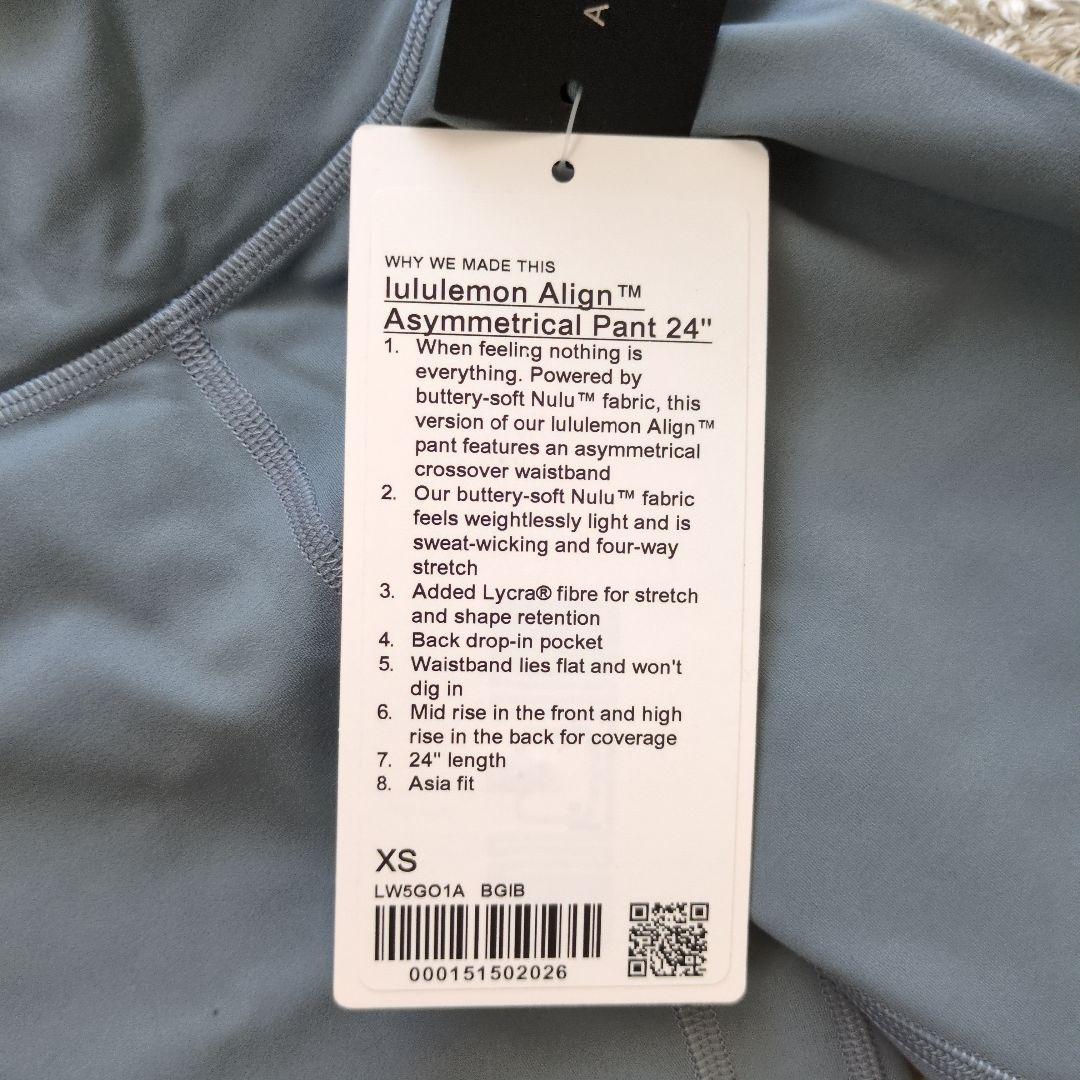 A
WHY WE MADE THIS
lululemon Align™
Asymmetrical Pant 24"
1. When feeling nothing is
everything. Powered by
buttery-soft Nulu™ fabric, this
version of our lululemon Align™
pant features an asymmetrical
crossover waistband
2. Our buttery-soft Nulu™ fabric
feels weightlessly light and is
sweat-wicking and four-way
stretch
3. Added Lycra® fibre for stretch
and shape retention
4. Back drop-in pocket
5. Waistband lies flat and won't
dig in
6. Mid rise in the front and high
rise in the back for coverage
7. 24" length
8. Asia fit
XS
LW5GO1A BGIB
000151502026